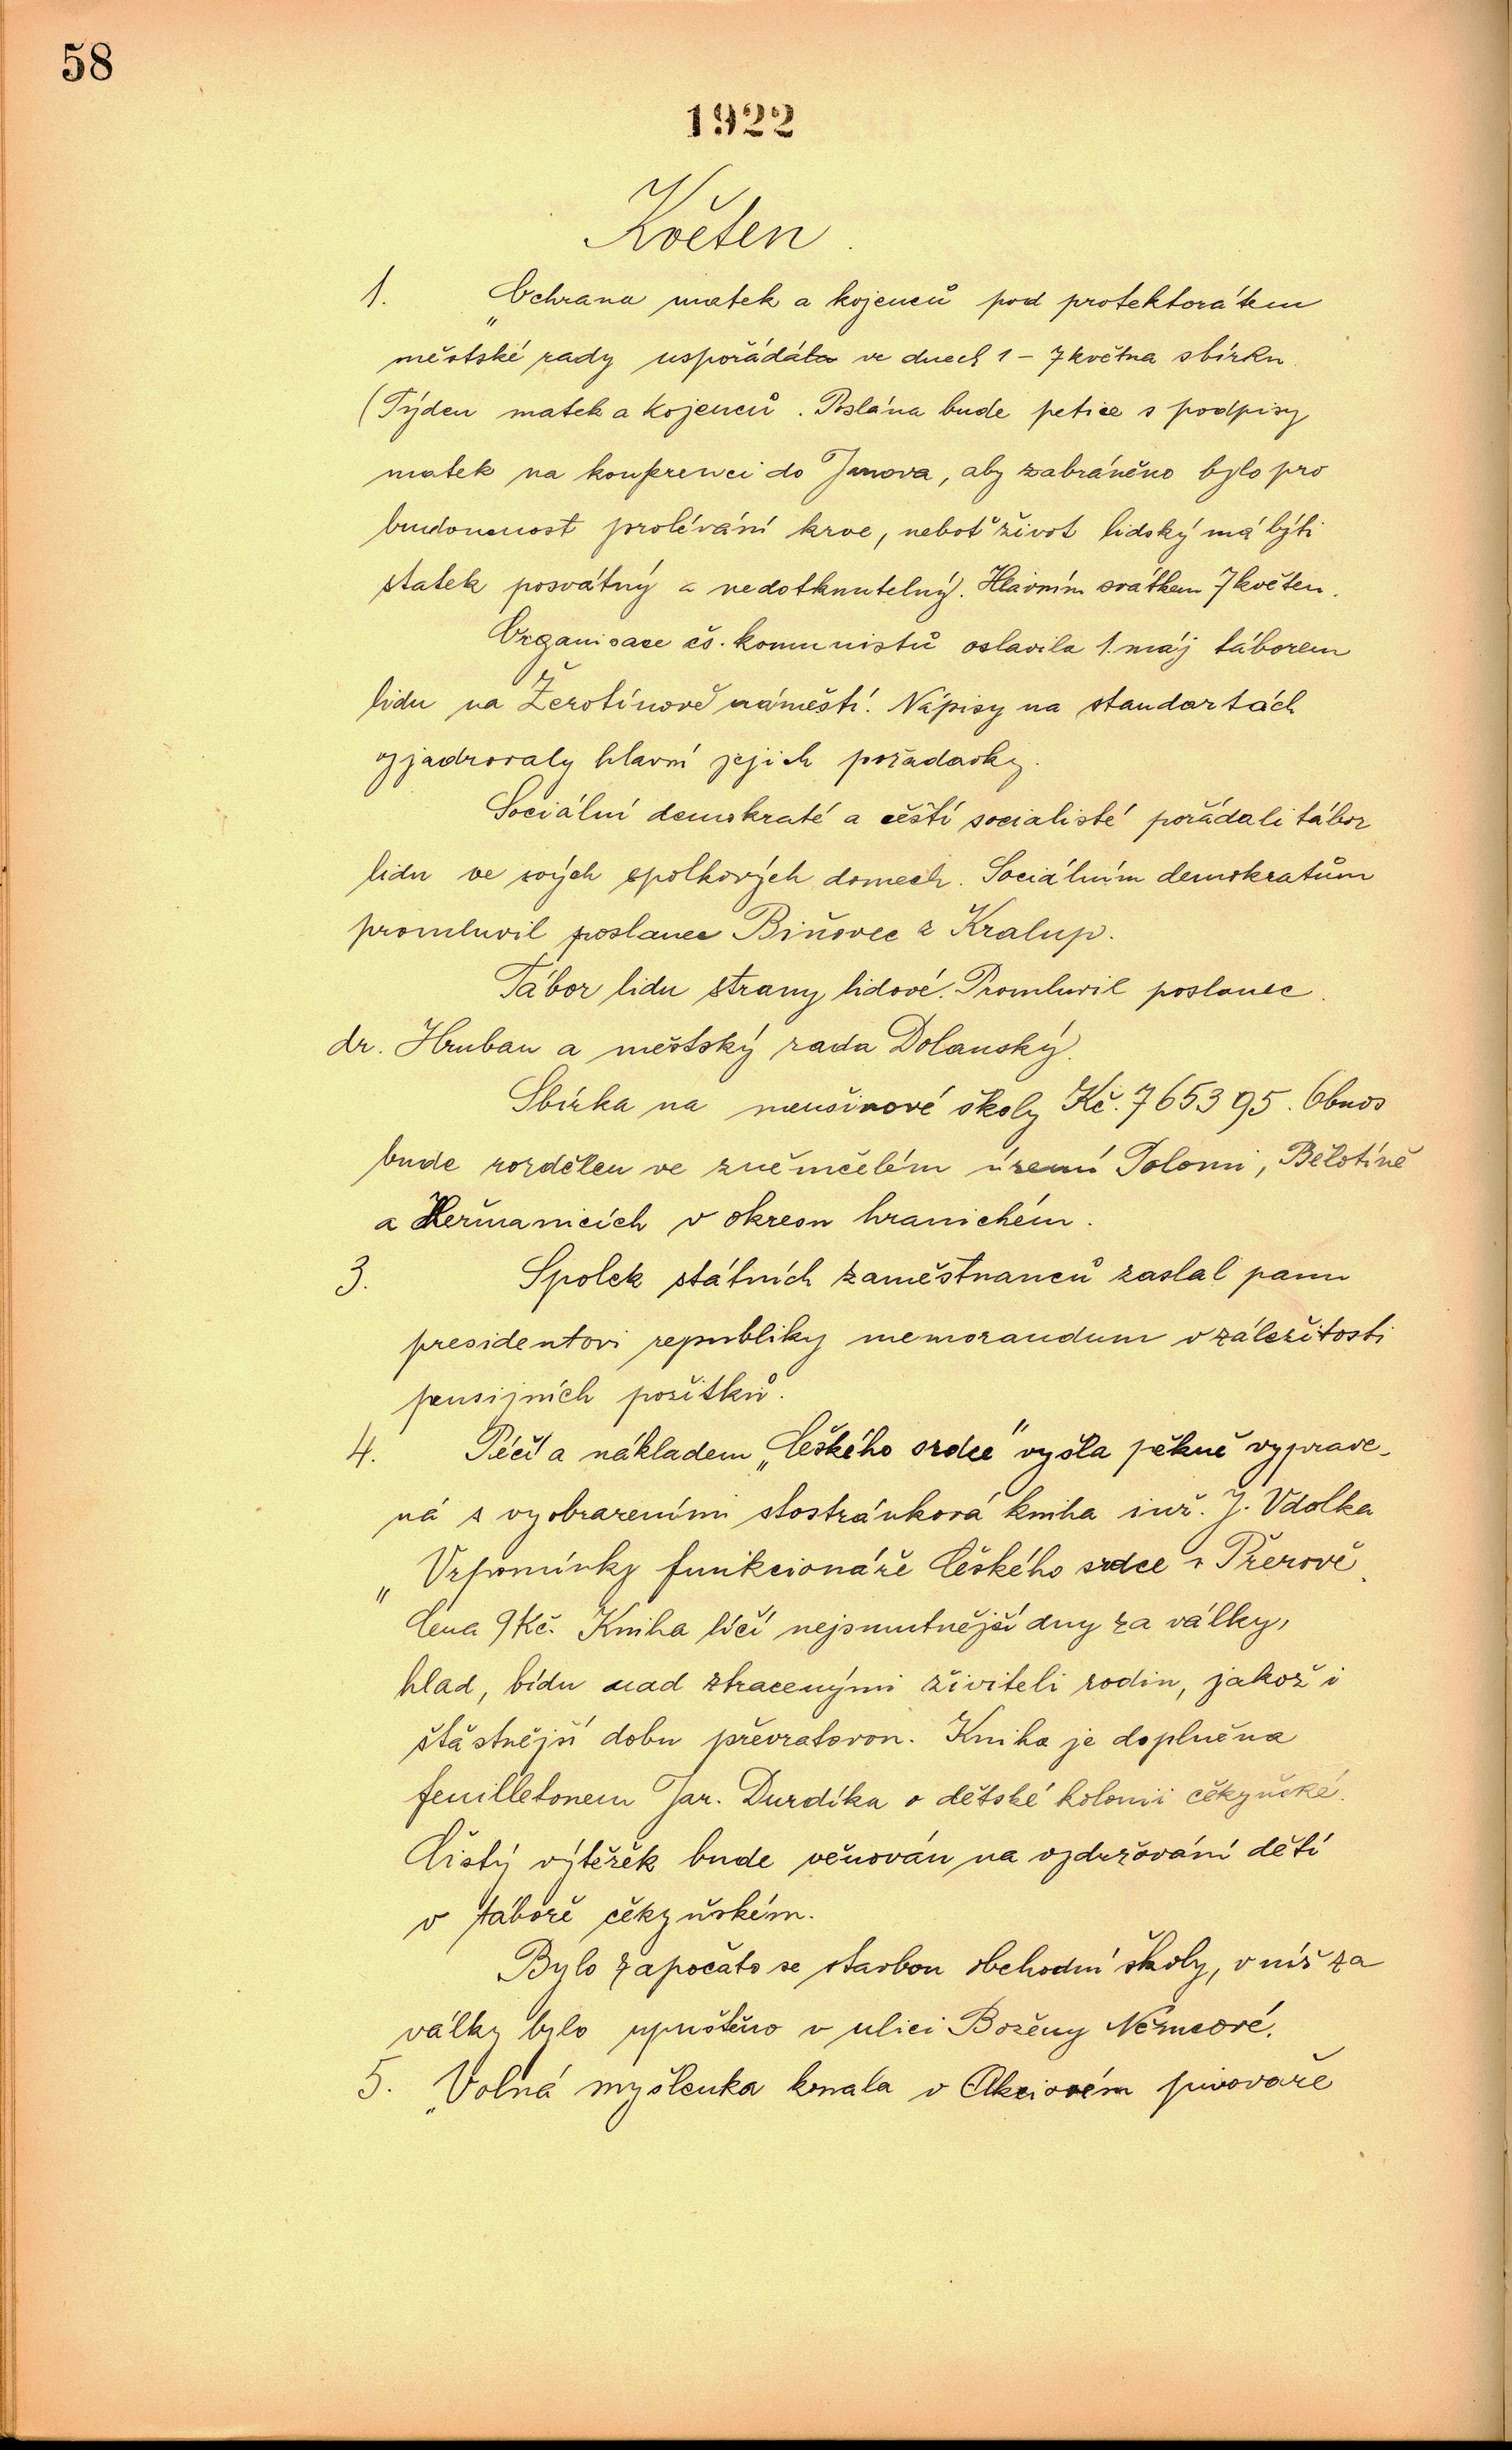 58
1922
Květen.
1. „Ochrana matek a kojenců pod protektorátem
městské rady uspořádala ve dnech 1 – 7 května sbírku.
(Týden matek a kojenců. Poslána bude petice s podpisy
matek na konferenci do Janova, aby zabráněno bylo pro
budoucnost prolévání krve, neboť život lidský má býti
statek posvátný a nedotknutelný). Hlavním svátkem 7 květen.
Organisace čs. komunistů oslavila 1. máj táborem
lidu na Žerotínově náměstí. Nápisy na standartách
vyjadrovaly hlavní jejich požadavky.
Sociální demokraté a čeští socialisté pořádali tábor
lidu ve svých spolkových domech. Sociálním demokratům
promluvil poslanec Biňovec z Kralup.
Tábor lidu strany lidové. Promluvil poslanec
dr. Hruban a městský rada Dolanský.
Sbírka na menšinové školy Kč. 7653 95. Obnos
bude rozdělen ve zněmčelém území Polomi, Bělotíně
a Heřmanicích v okresu hranickém.
3. Spolek státních zaměstnanců zaslal panu
presidentovi republiky memorandum v záležitosti
pensijních požitků.
4. Péčí a nákladem „Českého srdce“ vyšla pěkně vyprave-
ná s vyobrazeními stostránková kniha inž. J. Vdolka
„Vzpomínky funkcionáře Českého srdce v Přerově.
Cena 9 Kč. Kniha líčí nejsmutnější dny za války,
hlad, bídu nad ztracenými živiteli rodin, jakož i
šťastnější dobu převratovou. Kniha je doplněna
feuilletonem Jar. Durdíka o dětské kolonii čekyňské.
Čistý výtěžěk bude věnován na vydržování dětí
v táboře čekyňském.
Bylo započato se stavbou obchodní školy, v níž za
války bylo upuštěno v ulici Boženy Němcové.
5. „Volná myšlenka konala v Akciovém pivovaře